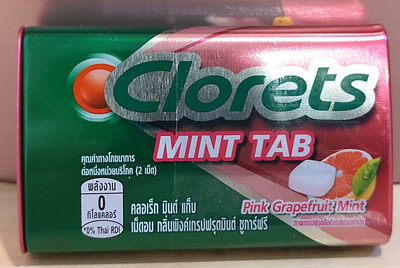 Clorets
MINT TAB
คุณค่าทางโภชนาการ
ต่อหนึ่งหน่วยบริโภค (2 เม็ด)
พลังงาน
0
กิโลแคลอรี
*0% Thai RDI
Pink Grapefruit Mint
คลอเร็ท มินต์ แท็บ
เม็ดอม กลิ่นพิงค์เกรปฟรุตมินต์ ชูการ์ฟรี